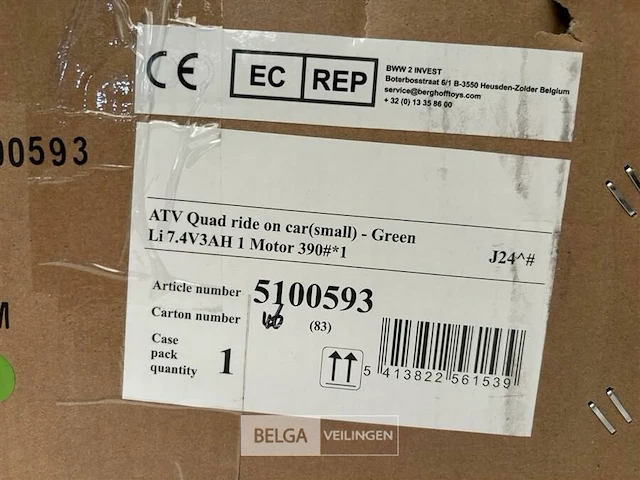 CE EC REP BWW 2 INVEST
Boterbosstraat 6/1 B-3550 Heusden-Zolder Belgium
service@berghofftoys.com
+ 32 (0) 13 35 86 00
00593
ATV Quad ride on car(small) - Green
Li 7.4V3AH 1 Motor 390#*1 J24^#
Article number 5100593
Carton number (83)
Case pack quantity 1
5 413822 561539
M
BELGA VEILINGEN